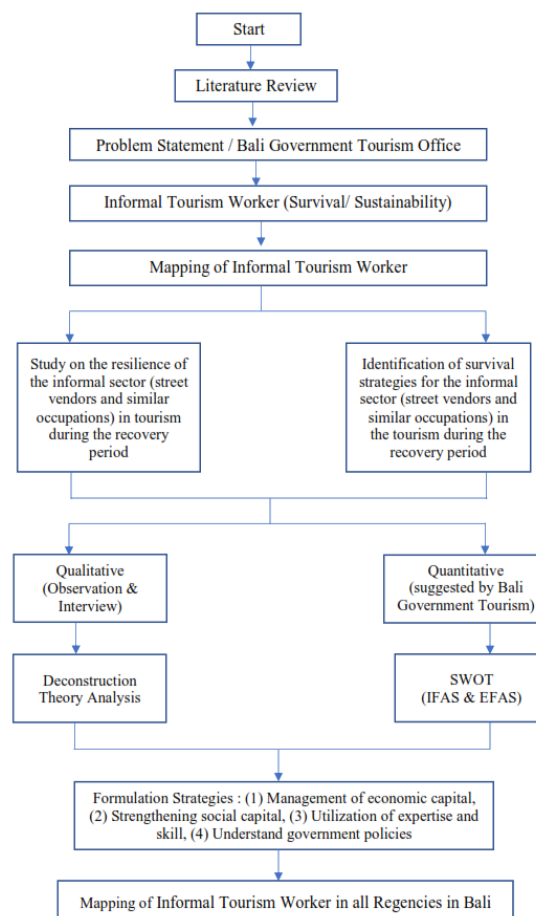 Start
Literature Review
Problem Statement / Bali Government Tourism Office
Informal Tourism Worker (Survival/ Sustainability)
Mapping of Informal Tourism Worker
Study on the resilience of
the informal sector (street
vendors and similar
occupations) in tourism
during the recovery
period
Identification of survival
strategies for the informal
sector (street vendors and
similar occupations) in
the tourism during the
recovery period
Qualitative
(Observation &
Interview)
Quantitative
(suggested by Bali
Government Tourism)
Deconstruction
Theory Analysis
SWOT
(IFAS & EFAS)
Formulation Strategies : (1) Management of economic capital,
(2) Strengthening social capital, (3) Utilization of expertise and
skill, (4) Understand government policies
Mapping of Informal Tourism Worker in all Regencies in Bali